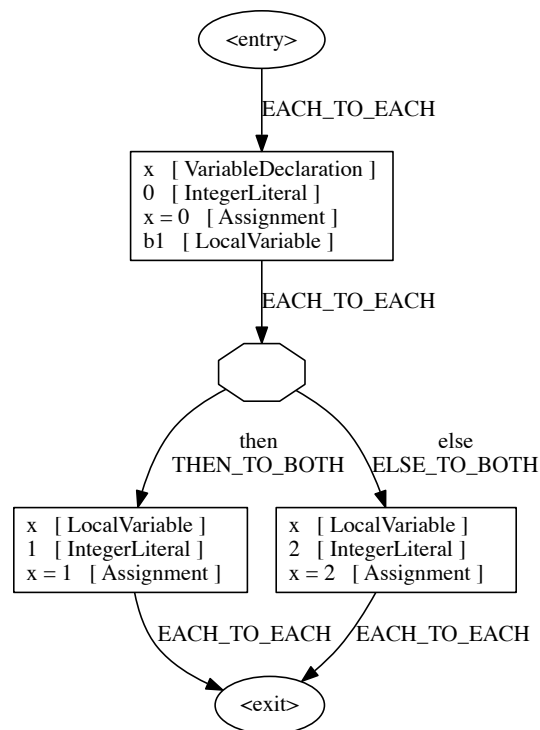 <entry>
EACH_TO_EACH
x [ VariableDeclaration ]
0 [ IntegerLiteral ]
x = 0 [ Assignment ]
b1 [ LocalVariable ]
EACH_TO_EACH
then
THEN_TO_BOTH
else
ELSE_TO_BOTH
x [ LocalVariable ]
1 [ IntegerLiteral ]
x = 1 [ Assignment ]
x [ LocalVariable ]
2 [ IntegerLiteral ]
x = 2 [ Assignment ]
EACH_TO_EACH
EACH_TO_EACH
<exit>